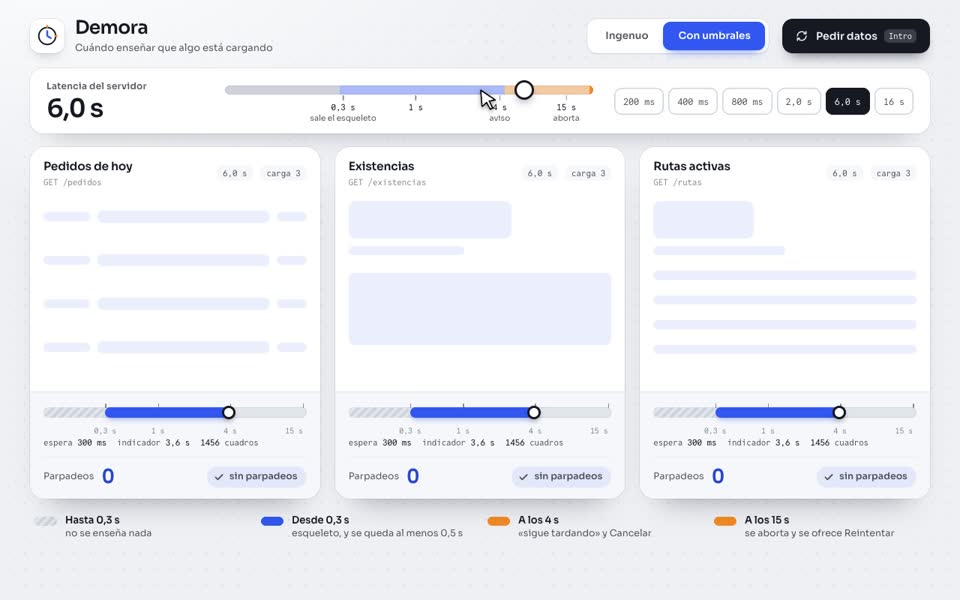 Demora
Cuándo enseñar que algo está cargando
Ingenuo
Con umbrales
Pedir datos Intro
Latencia del servidor
6,0 s
0,3 s
sale el esqueleto
1 s
4 s
aviso
15 s
aborta
200 ms
400 ms
800 ms
2,0 s
6,0 s
16 s
Pedidos de hoy
GET /pedidos
6,0 s
carga 3
0,3 s 1 s 4 s 15 s
espera 300 ms indicador 3,6 s 1456 cuadros
Parpadeos 0
sin parpadeos
Existencias
GET /existencias
6,0 s
carga 3
0,3 s 1 s 4 s 15 s
espera 300 ms indicador 3,6 s 1456 cuadros
Parpadeos 0
sin parpadeos
Rutas activas
GET /rutas
6,0 s
carga 3
0,3 s 1 s 4 s 15 s
espera 300 ms indicador 3,6 s 1456 cuadros
Parpadeos 0
sin parpadeos
Hasta 0,3 s
no se enseña nada
Desde 0,3 s
esqueleto, y se queda al menos 0,5 s
A los 4 s
«sigue tardando» y Cancelar
A los 15 s
se aborta y se ofrece Reintentar